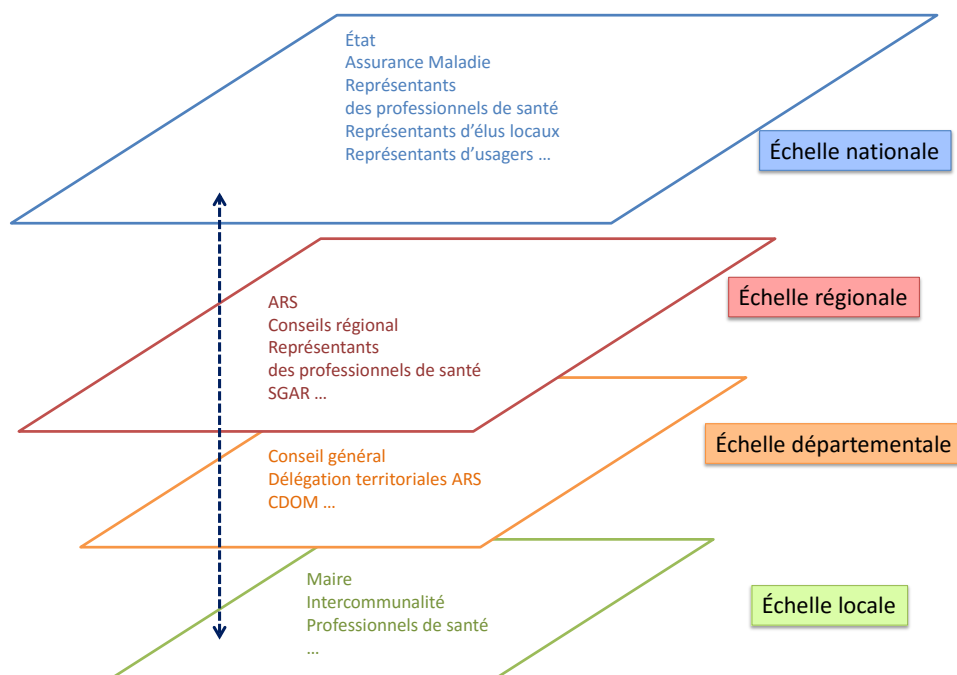 État
Assurance Maladie
Représentants
des professionnels de santé
Représentants d'élus locaux
Représentants d'usagers …
Échelle nationale
ARS
Conseils régional
Représentants
des professionnels de santé
SGAR …
Échelle régionale
Conseil général
Délégation territoriales ARS
CDOM …
Échelle départementale
Maire
Intercommunalité
Professionnels de santé
…
Échelle locale